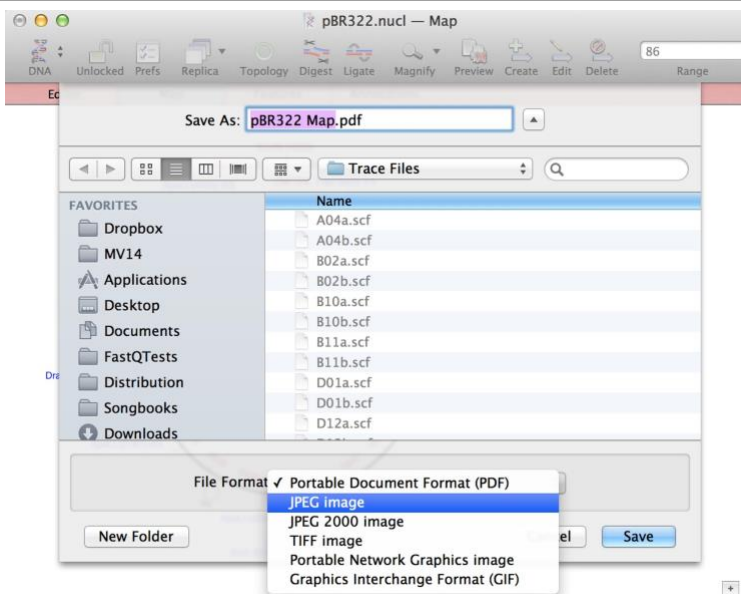 pBR322.nucl — Map
86
DNA Unlocked Prefs Replica Topology Digest Ligate Magnify Preview Create Edit Delete Range
Ec
Save As: pBR322 Map.pdf
Trace Files
FAVORITES
Dropbox
MV14
Applications
Desktop
Documents
FastQTests
Distribution
Songbooks
Downloads
Name
A04a.scf
A04b.scf
B02a.scf
B02b.scf
B10a.scf
B10b.scf
B11a.scf
B11b.scf
D01a.scf
D01b.scf
D12a.scf
Dra
File Format ✓ Portable Document Format (PDF)
JPEG image
JPEG 2000 image
TIFF image
Portable Network Graphics image
Graphics Interchange Format (GIF)
New Folder
el
Save